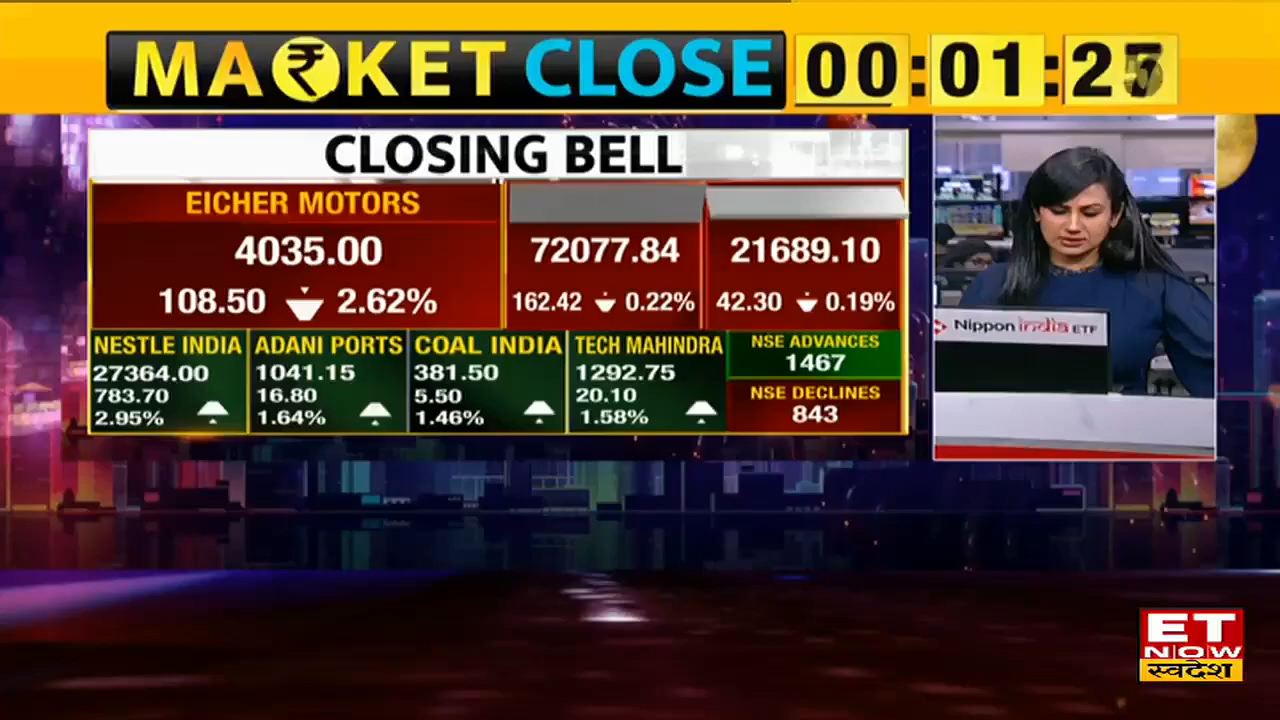 MARKET CLOSE
00:01:2
CLOSING BELL
EICHER MOTORS
4035.00
108.50 2.62%
72077.84
162.42 0.22%
21689.10
42.30 0.19%
NESTLE INDIA
27364.00
783.70
2.95%
ADANI PORTS
1041.15
16.80
1.64%
COAL INDIA
381.50
5.50
1.46%
TECH MAHINDRA
1292.75
20.10
1.58%
NSE ADVANCES
1467
NSE DECLINES
843
Nippon india ETF
ET
NOW
स्वदेश